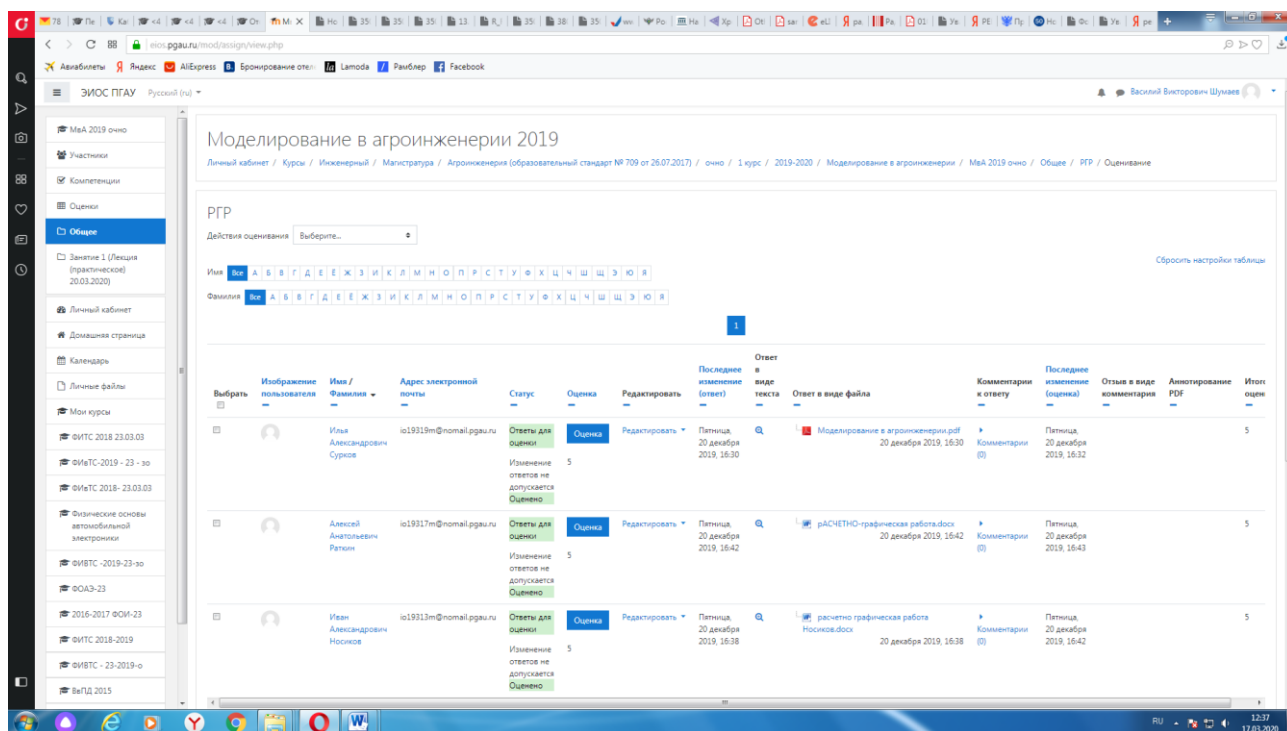 eios.pgau.ru/mod/assign/view.php
Авиабилеты Яндекс AliExpress Бронирование отел Lamoda Рамблер Facebook
ЭИОС ПГАУ Русский (ru)
Василий Викторович Шумаев
МвА 2019 очно
Участники
Компетенции
Оценки
Общее
Занятие 1 (Лекция
(практическое)
20.03.2020)
Личный кабинет
Домашняя страница
Календарь
Личные файлы
Мои курсы
ФИТС 2018 23.03.03
ФИвТС-2019 - 23 - зо
ФИвТС 2018- 23.03.03
Физические основы
автомобильной
электроники
ФИВТС -2019-23-зо
ФОАЭ-23
2016-2017 ФОИ-23
ФИТС 2018-2019
ФИВТС - 23-2019-о
ВвПД 2015
Моделирование в агроинженерии 2019
Личный кабинет / Курсы / Инженерный / Магистратура / Агроинженерия (образовательный стандарт № 709 от 26.07.2017) / очно / 1 курс / 2019-2020 / Моделирование в агроинженерии / МвА 2019 очно / Общее / РГР / Оценивание
РГР
Действия оценивания Выберите...
Сбросить настройки таблицы
Имя Все А Б В Г Д Е Ё Ж З И К Л М Н О П Р С Т У Ф Х Ц Ч Ш Щ Э Ю Я
Фамилия Все А Б В Г Д Е Ё Ж З И К Л М Н О П Р С Т У Ф Х Ц Ч Ш Щ Э Ю Я
1
Выбрать
Изображение
пользователя
Имя /
Фамилия
Адрес электронной
почты
Статус
Оценка
Редактировать
Последнее
изменение
(ответ)
Ответ
в
виде
текста
Ответ в виде файла
Комментарии
к ответу
Последнее
изменение
(оценка)
Отзыв в виде
комментария
Аннотирование
PDF
Итого
оцен
Илья
Александрович
Сурков
io19319m@nomail.pgau.ru
Ответы для
оценки
Изменение
ответов не
допускается
Оценено
Оценка
5
Редактировать
Пятница,
20 декабря
2019, 16:30
Моделирование в агроинженерии.pdf
20 декабря 2019, 16:30
Комментарии
(0)
Пятница,
20 декабря
2019, 16:32
5
Алексей
Анатольевич
Раткин
io19317m@nomail.pgau.ru
Ответы для
оценки
Изменение
ответов не
допускается
Оценено
Оценка
5
Редактировать
Пятница,
20 декабря
2019, 16:42
рАСЧЕТНО-графическая работа.docx
20 декабря 2019, 16:42
Комментарии
(0)
Пятница,
20 декабря
2019, 16:43
5
Иван
Александрович
Носиков
io19313m@nomail.pgau.ru
Ответы для
оценки
Изменение
ответов не
допускается
Оценено
Оценка
5
Редактировать
Пятница,
20 декабря
2019, 16:38
расчетно графическая работа
Носиков.docx
20 декабря 2019, 16:38
Комментарии
(0)
Пятница,
20 декабря
2019, 16:42
5
RU
12:37
17.03.2020